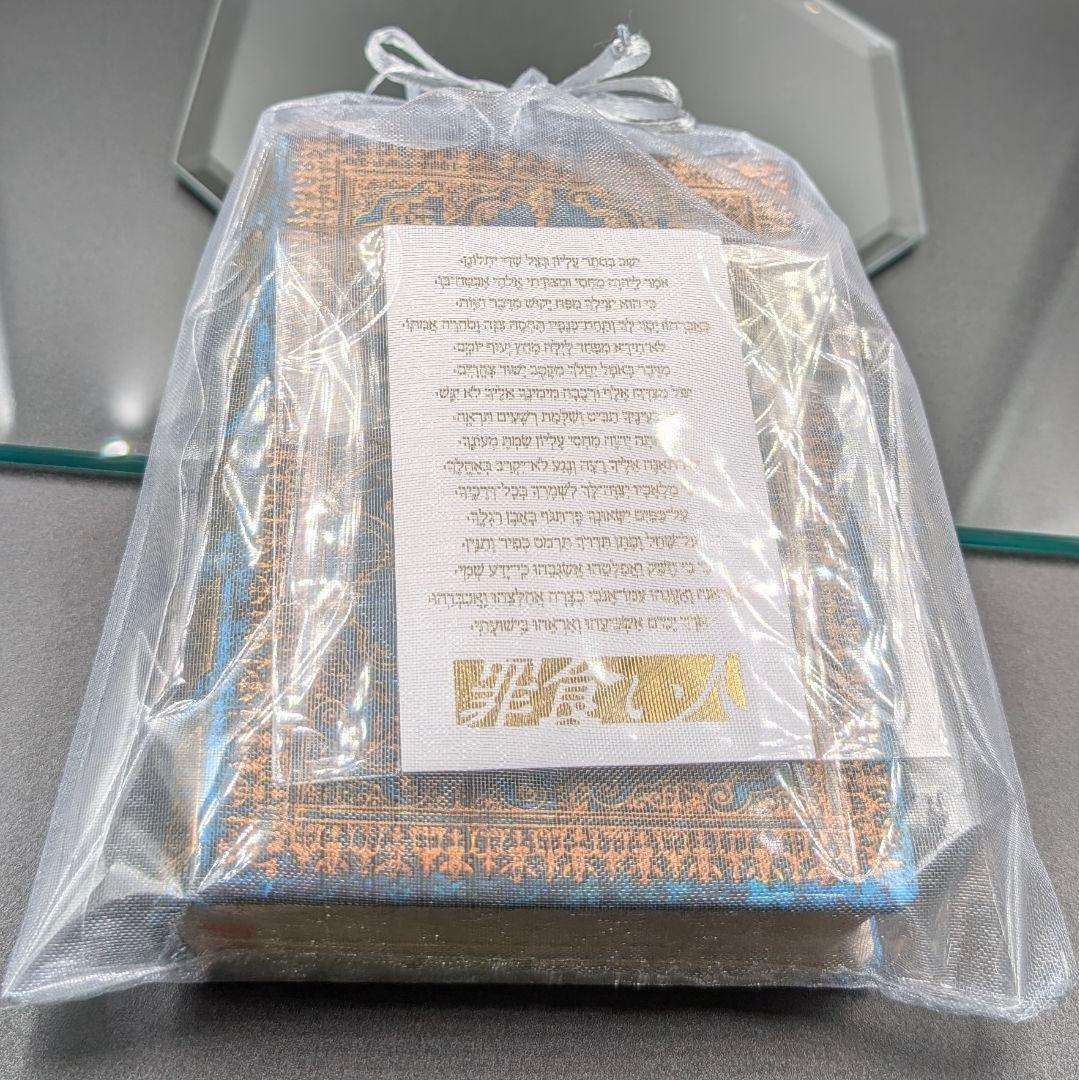 ישב בסתר עליון בצל שדי יתלונן׃
אמר ליהוה מחסי ומצודתי אלהי אבטח־בו׃
כי הוא יצילך מפח יקוש מדבר הוות׃
באברתו יסך לך ותחת־כנפיו תחסה צנה וסחרה אמתו׃
לא־תירא מפחד לילה מחץ יעוף יומם׃
מדבר באפל יהלך מקטב ישוד צהרים׃
יפל מצדך אלף ורבבה מימינך אליך לא יגש׃
בעיניך תביט ושלמת רשעים תראה׃
יהוה מחסי עליון שמת מעונך׃
תאנה אליך רעה ונגע לא־יקרב באהלך׃
מלאכיו יצוה־לך לשמרך בכל־דרכיך׃
על־כפים ישאונך פן־תגף באבן רגלך׃
על־שחל ופתן תדרך תרמס כפיר ותנין׃
כי בי חשק ואפלטהו אשגבהו כי־ידע שמי׃
ואענהו עמו־אנכי בצרה אחלצהו ואכבדהו׃
ארך ימים אשביעהו ואראהו בישועתי׃
罪食い人